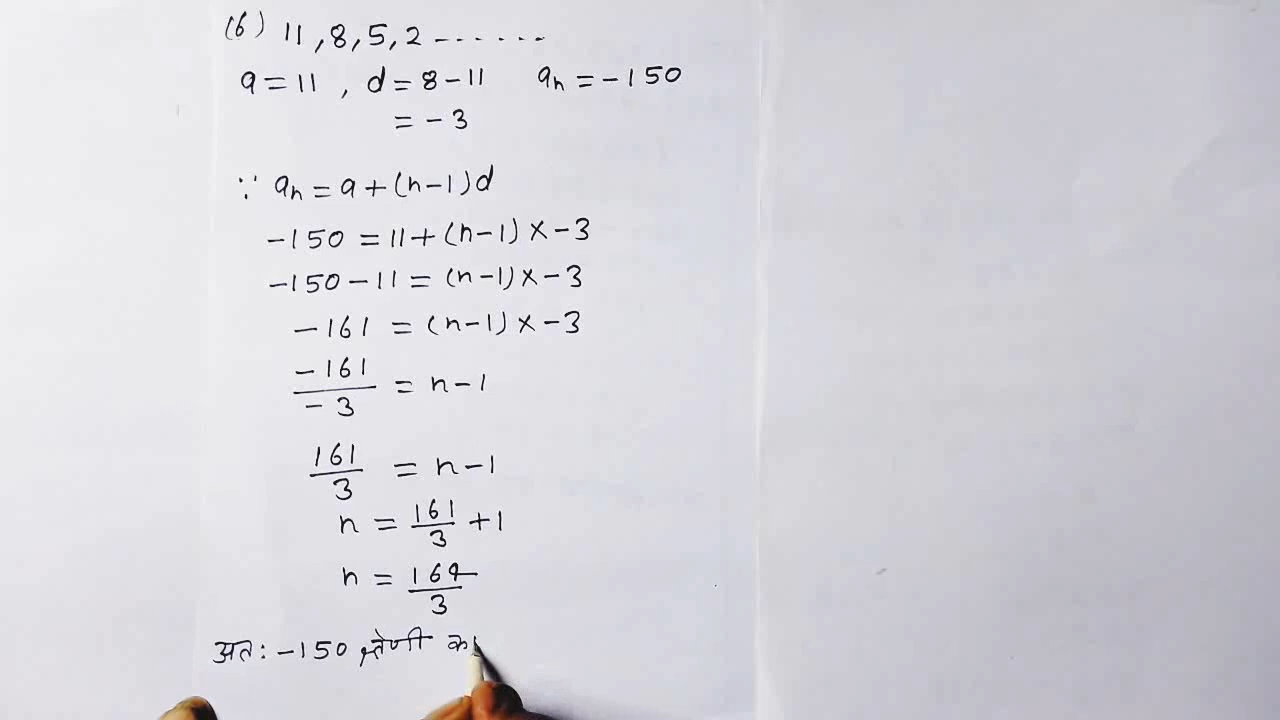 (6) 11, 8, 5, 2 -------
a = 11 , d = 8 - 11 aₙ = -150
= -3
∵ aₙ = a + (n-1)d
-150 = 11 + (n-1) × -3
-150 - 11 = (n-1) × -3
-161 = (n-1) × -3
-161/-3 = n-1
161/3 = n-1
n = 161/3 + 1
n = 164/3
अतः -150 श्रेणी का